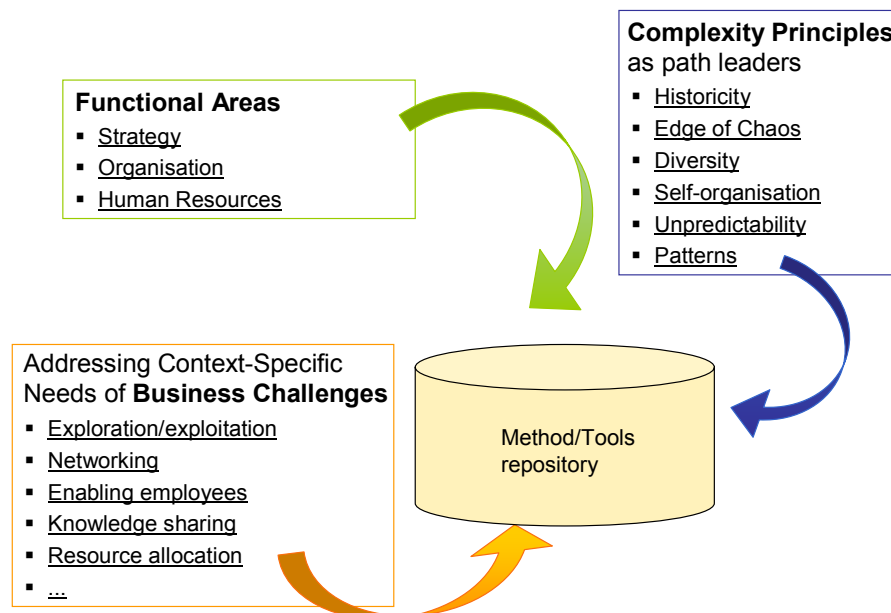 Complexity Principles
as path leaders
▪ Historicity
▪ Edge of Chaos
▪ Diversity
▪ Self-organisation
▪ Unpredictability
▪ Patterns
Functional Areas
▪ Strategy
▪ Organisation
▪ Human Resources
Addressing Context-Specific
Needs of Business Challenges
▪ Exploration/exploitation
▪ Networking
▪ Enabling employees
▪ Knowledge sharing
▪ Resource allocation
▪ ...
Method/Tools
repository